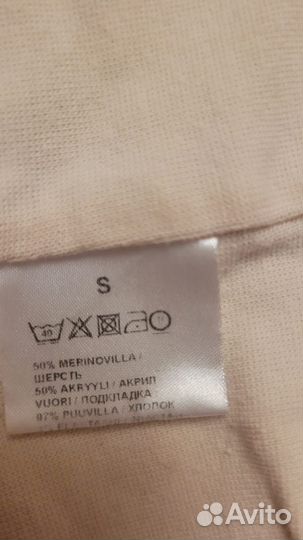 S
40
50% MERINOVILLA /
ШЕРСТЬ
50% AKRYYLI / АКРИЛ
VUORI / ПОДКЛАДКА
97% PUUVILLA / ХЛОПОК
Avito